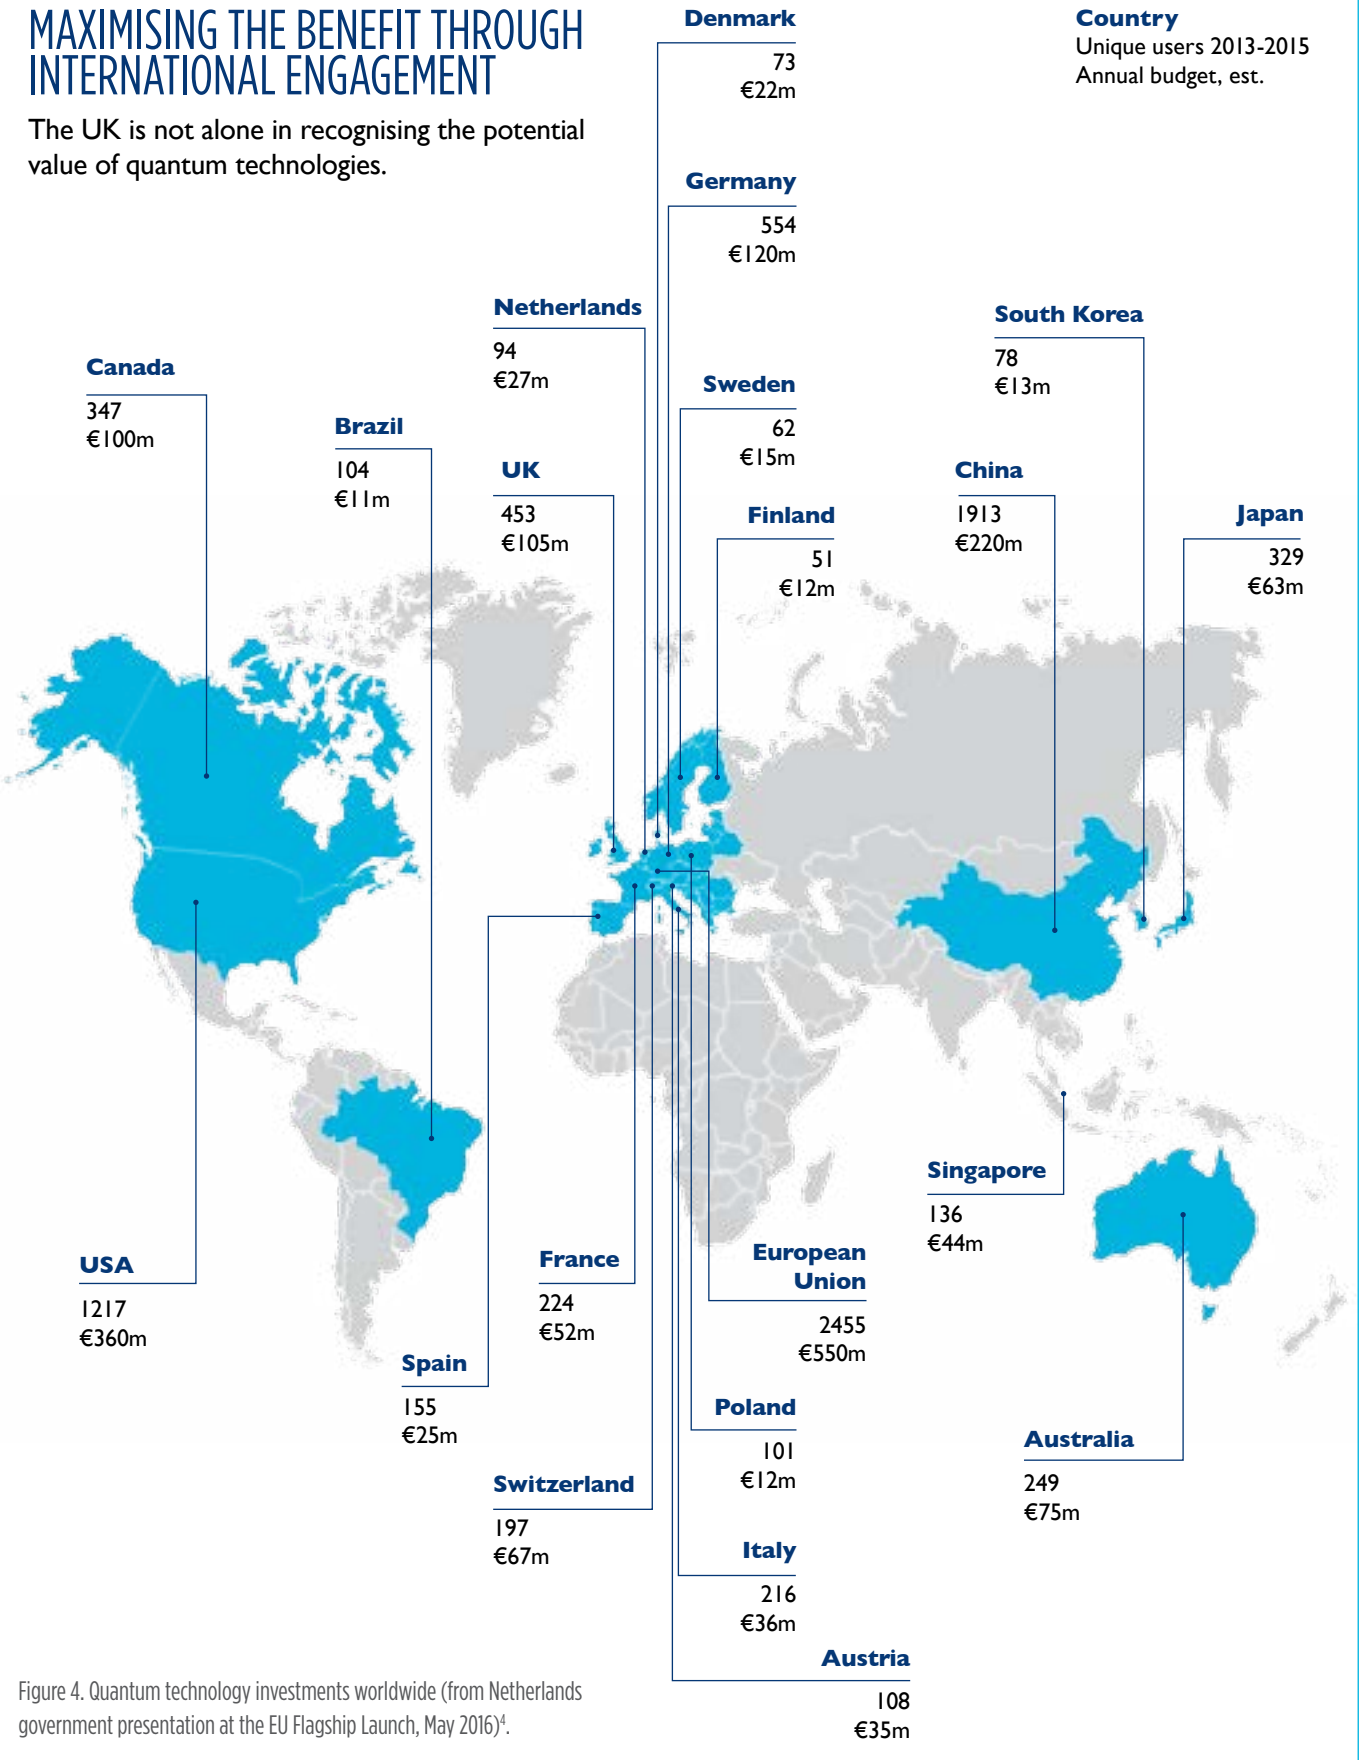 MAXIMISING THE BENEFIT THROUGH
INTERNATIONAL ENGAGEMENT
The UK is not alone in recognising the potential
value of quantum technologies.
Country
Unique users 2013-2015
Annual budget, est.
Denmark
73
€22m
Germany
554
€120m
Netherlands
94
€27m
South Korea
78
€13m
Canada
347
€100m
Sweden
62
€15m
Brazil
104
€11m
UK
453
€105m
China
1913
€220m
Finland
51
€12m
Japan
329
€63m
Singapore
136
€44m
USA
1217
€360m
France
224
€52m
European
Union
2455
€550m
Spain
155
€25m
Poland
101
€12m
Australia
249
€75m
Switzerland
197
€67m
Italy
216
€36m
Austria
108
€35m
Figure 4. Quantum technology investments worldwide (from Netherlands
government presentation at the EU Flagship Launch, May 2016)⁴.